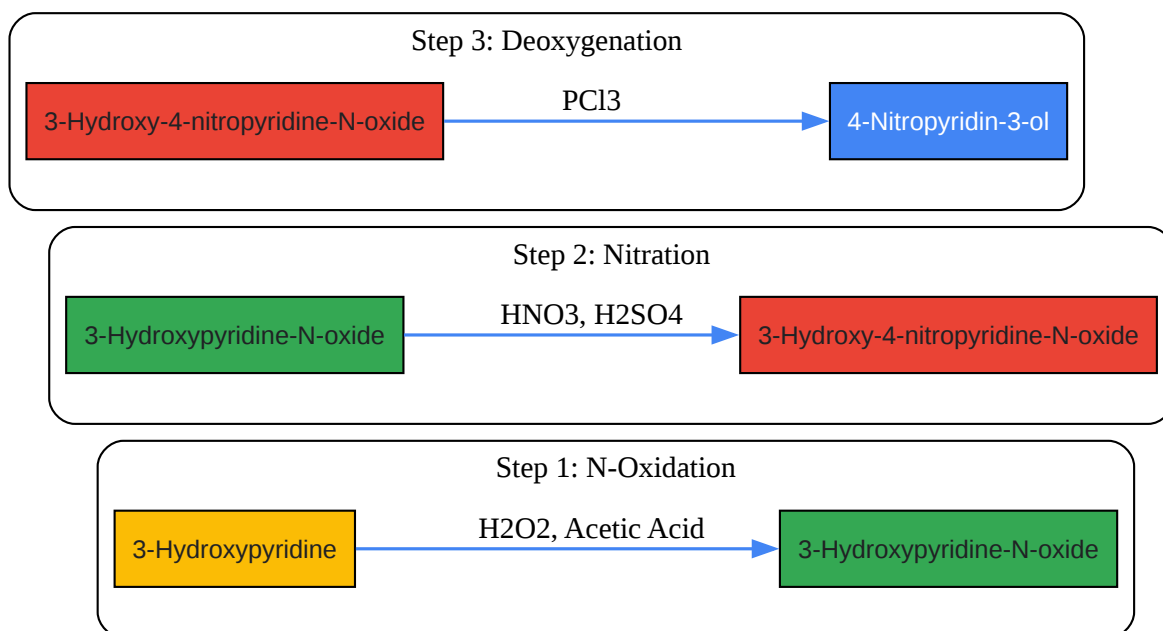 Step 3: Deoxygenation
3-Hydroxy-4-nitropyridine-N-oxide
PCl3
4-Nitropyridin-3-ol
Step 2: Nitration
3-Hydroxypyridine-N-oxide
HNO3, H2SO4
3-Hydroxy-4-nitropyridine-N-oxide
Step 1: N-Oxidation
3-Hydroxypyridine
H2O2, Acetic Acid
3-Hydroxypyridine-N-oxide